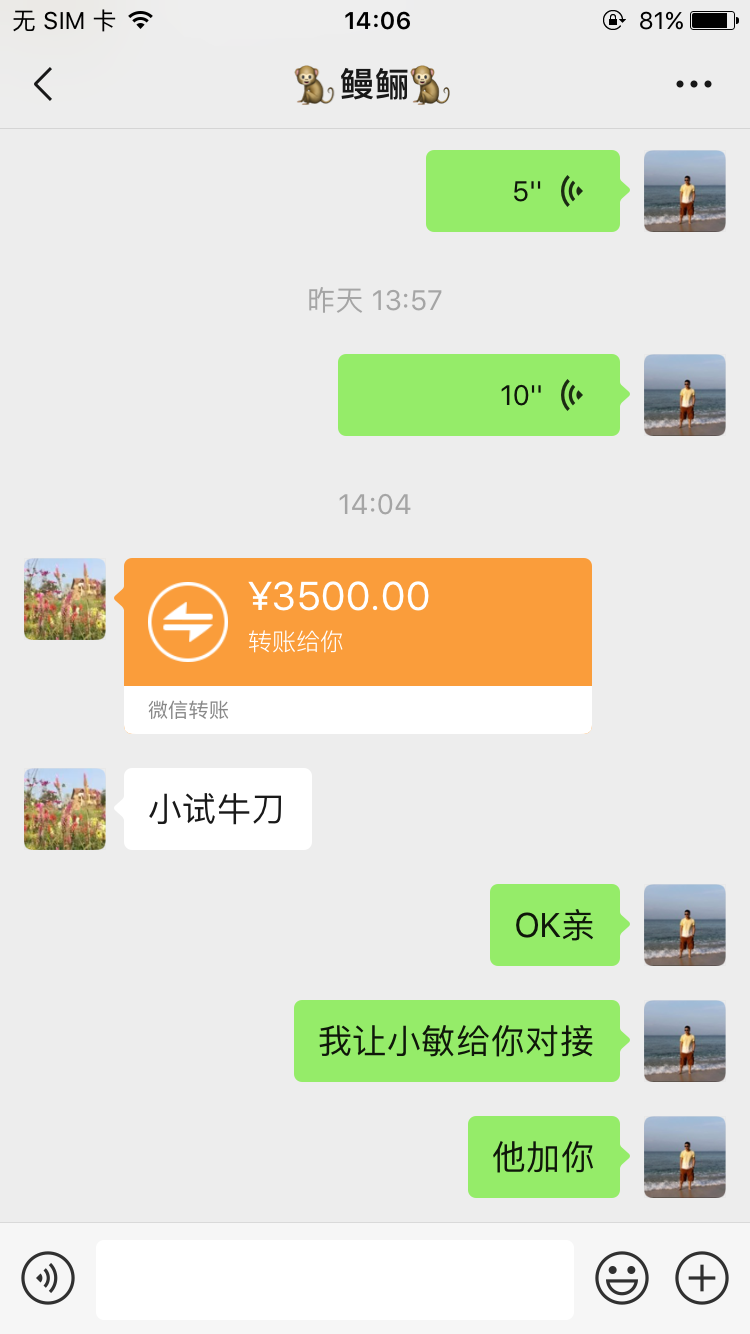 无 SIM 卡 14:06 81%
🐒鳗鲡🐒
5''
昨天 13:57
10''
14:04
¥3500.00
转账给你
微信转账
小试牛刀
OK亲
我让小敏给你对接
他加你